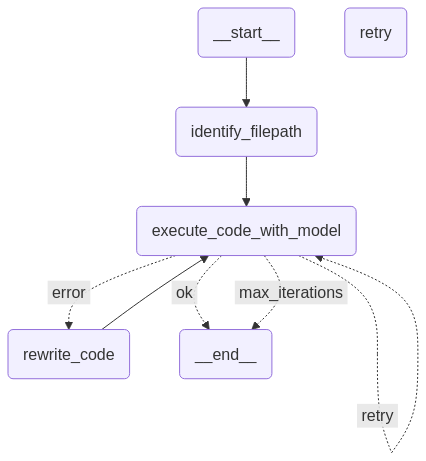 __start__
retry
identify_filepath
execute_code_with_model
error
ok
max_iterations
rewrite_code
__end__
retry